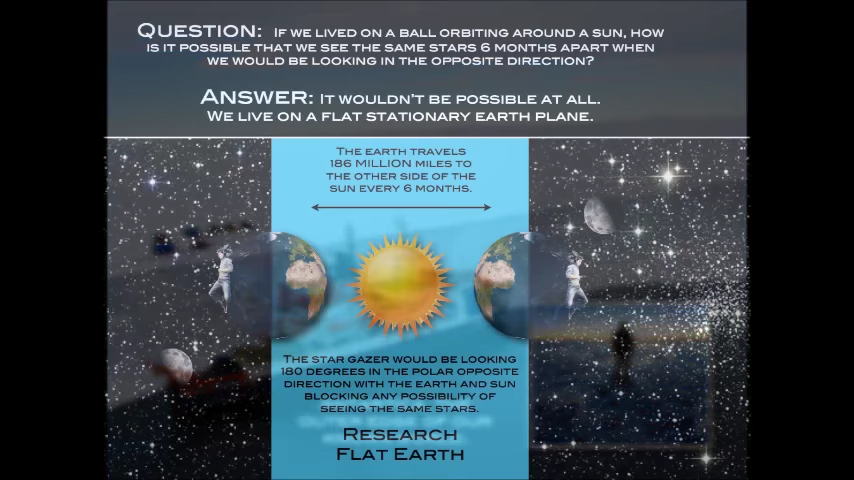 QUESTION: IF WE LIVED ON A BALL ORBITING AROUND A SUN, HOW
IS IT POSSIBLE THAT WE SEE THE SAME STARS 6 MONTHS APART WHEN
WE WOULD BE LOOKING IN THE OPPOSITE DIRECTION?
ANSWER: IT WOULDN'T BE POSSIBLE AT ALL.
WE LIVE ON A FLAT STATIONARY EARTH PLANE.
THE EARTH TRAVELS
186 MILLION MILES TO
THE OTHER SIDE OF THE
SUN EVERY 6 MONTHS.
THE STAR GAZER WOULD BE LOOKING
180 DEGREES IN THE POLAR OPPOSITE
DIRECTION WITH THE EARTH AND SUN
BLOCKING ANY POSSIBILITY OF
SEEING THE SAME STARS.
RESEARCH
FLAT EARTH